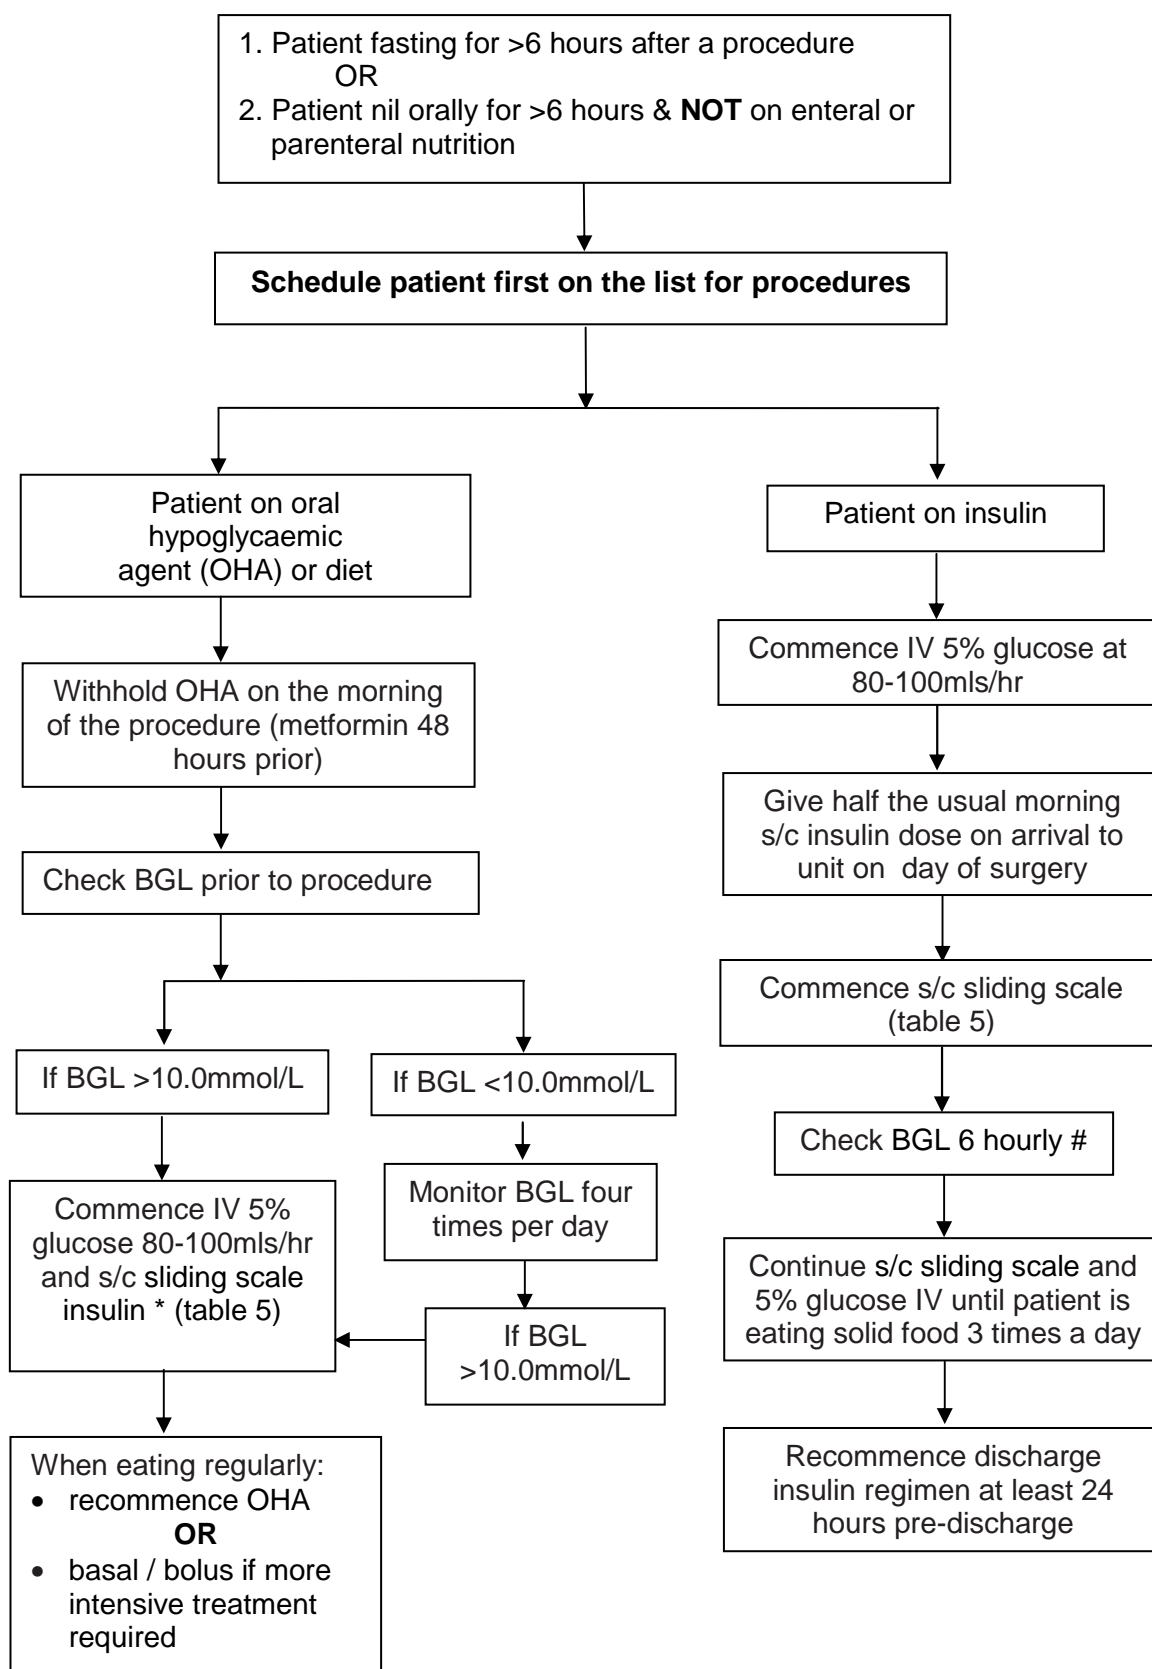 1. Patient fasting for >6 hours after a procedure
OR
2. Patient nil orally for >6 hours & NOT on enteral or
parenteral nutrition
Schedule patient first on the list for procedures
Patient on oral
hypoglycaemic
agent (OHA) or diet
Withhold OHA on the morning
of the procedure (metformin 48
hours prior)
Check BGL prior to procedure
If BGL >10.0mmol/L
If BGL <10.0mmol/L
Commence IV 5%
glucose 80-100mls/hr
and s/c sliding scale
insulin * (table 5)
Monitor BGL four
times per day
If BGL
>10.0mmol/L
When eating regularly:
• recommence OHA
OR
• basal / bolus if more
intensive treatment
required
Patient on insulin
Commence IV 5% glucose at
80-100mls/hr
Give half the usual morning
s/c insulin dose on arrival to
unit on day of surgery
Commence s/c sliding scale
(table 5)
Check BGL 6 hourly #
Continue s/c sliding scale and
5% glucose IV until patient is
eating solid food 3 times a day
Recommence discharge
insulin regimen at least 24
hours pre-discharge